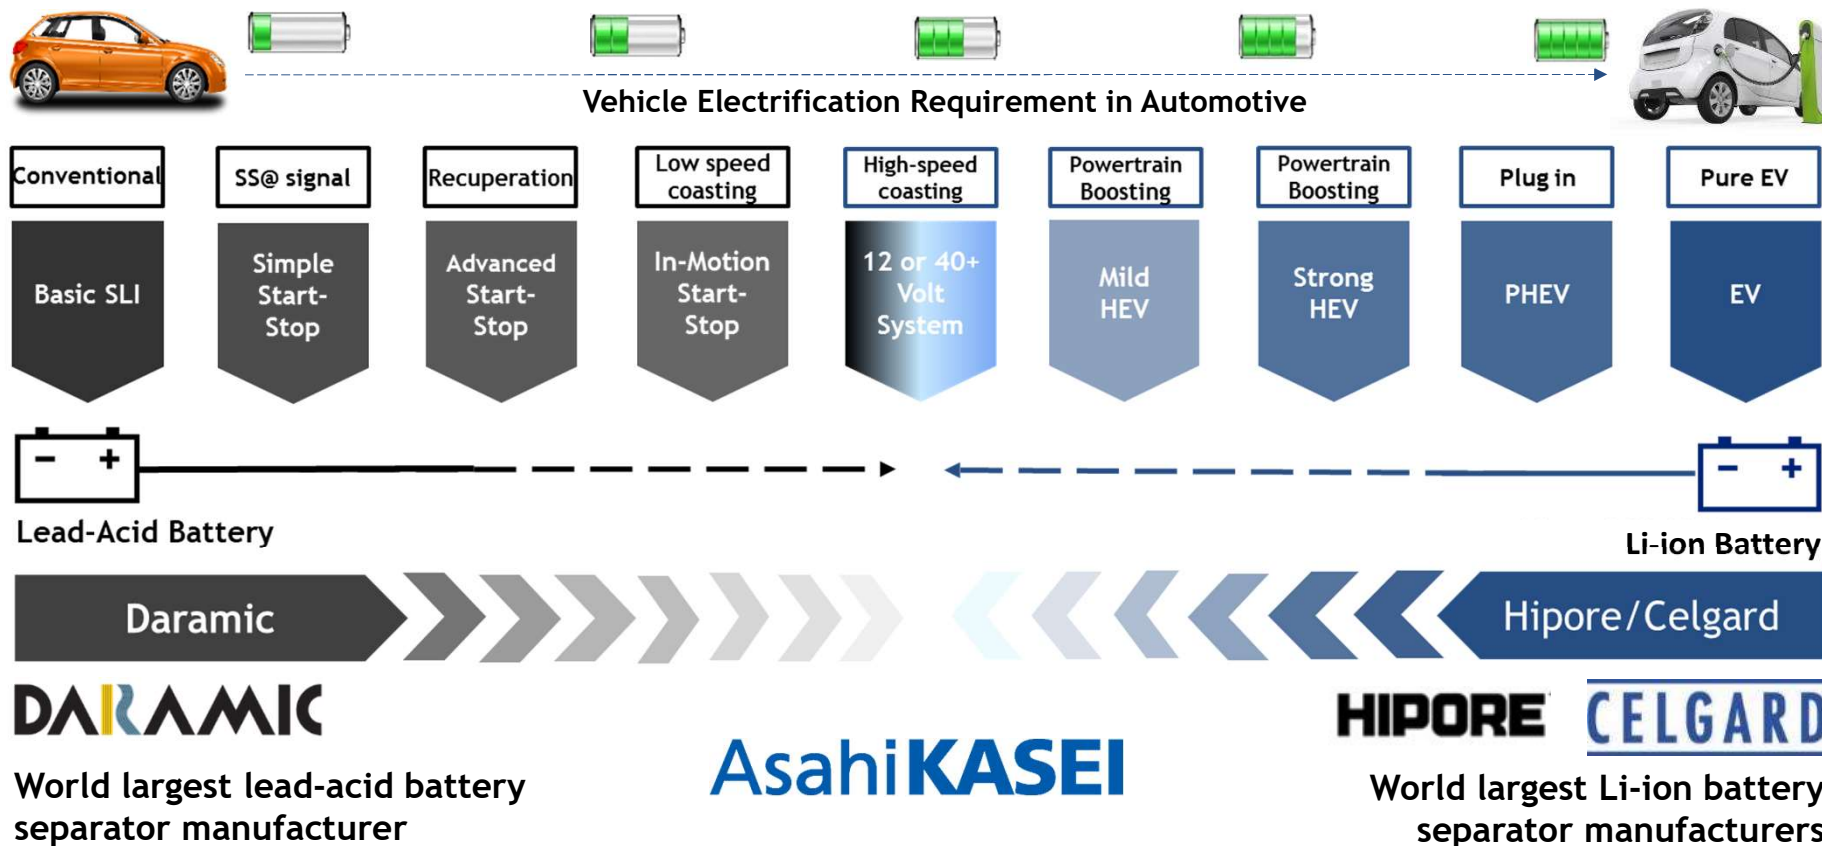 Vehicle Electrification Requirement in Automotive
Conventional
SS@ signal
Recuperation
Low speed
coasting
High-speed
coasting
Powertrain
Boosting
Powertrain
Boosting
Plug in
Pure EV
Basic SLI
Simple
Start-
Stop
Advanced
Start-
Stop
In-Motion
Start-
Stop
12 or 40+
Volt
System
Mild
HEV
Strong
HEV
PHEV
EV
- +
- +
Lead-Acid Battery
Li-ion Battery
Daramic
Hipore/Celgard
DARAMIC
HIPORE
CELGARD
AsahiKASEI
World largest lead-acid battery
separator manufacturer
World largest Li-ion battery
separator manufacturers